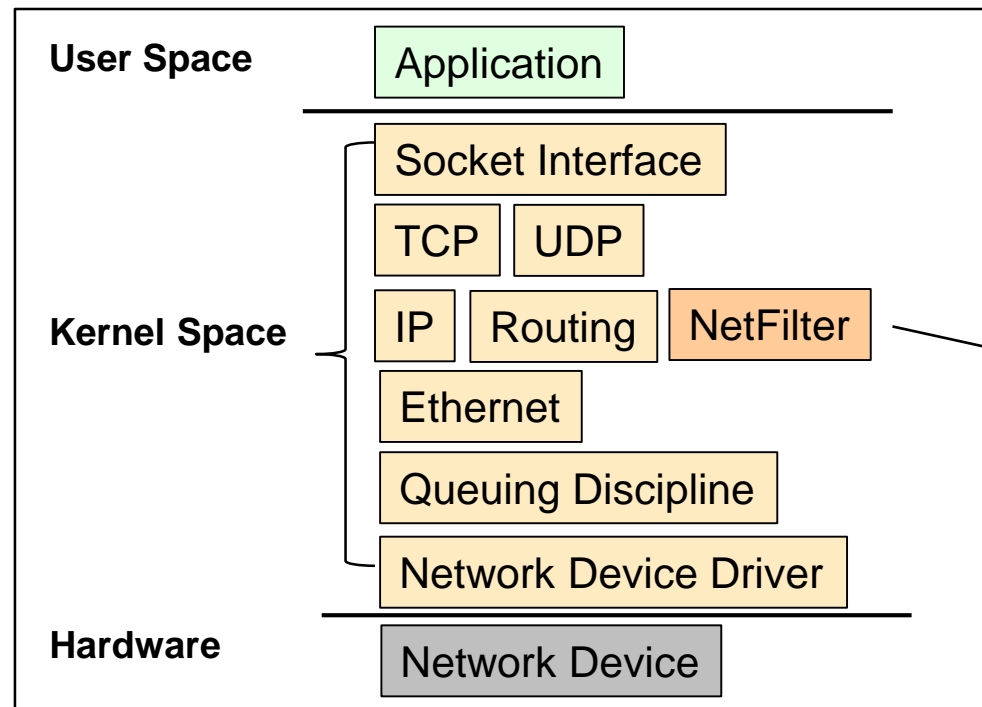 User Space
Application
Socket Interface
TCP UDP
Kernel Space
IP Routing NetFilter
Ethernet
Queuing Discipline
Network Device Driver
Hardware
Network Device